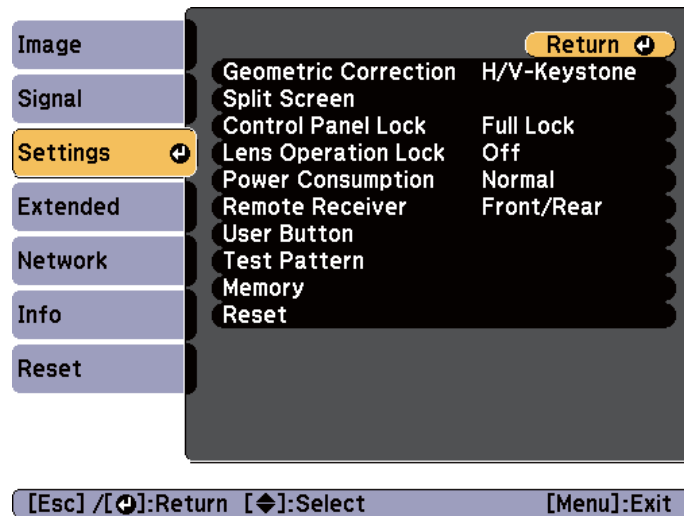 Image
Signal
Settings
Extended
Network
Info
Reset
Return
Geometric Correction H/V-Keystone
Split Screen
Control Panel Lock Full Lock
Lens Operation Lock Off
Power Consumption Normal
Remote Receiver Front/Rear
User Button
Test Pattern
Memory
Reset
[Esc] /[⏎]:Return [◆]:Select [Menu]:Exit